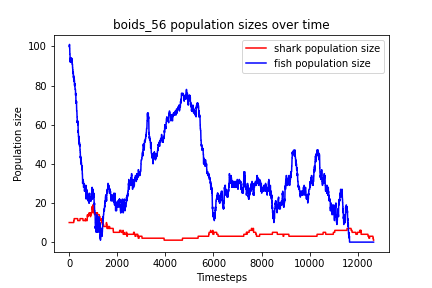 boids_56 population sizes over time
shark population size
fish population size
Population size
100
80
60
40
20
0
0 2000 4000 6000 8000 10000 12000
Timesteps